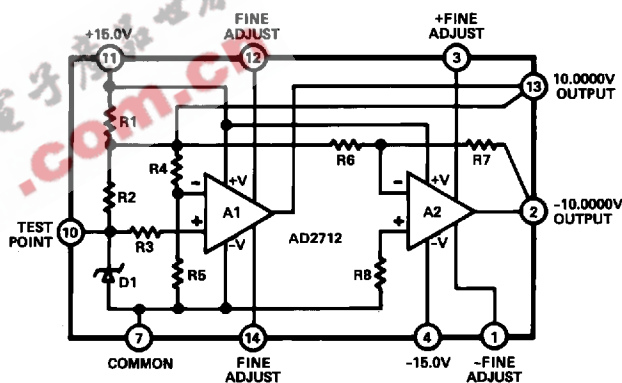 +15.0V
FINE
ADJUST
+FINE
ADJUST
11
12
3
13
10.0000V
OUTPUT
R1
R4
R6
R7
+V
+V
R2
–
–
A1
A2
2
–10.0000V
OUTPUT
TEST
POINT
10
R3
+
+
–V
AD2712
–V
D1
R5
R8
7
14
4
1
COMMON
FINE
ADJUST
–15.0V
–FINE
ADJUST
.com.cn